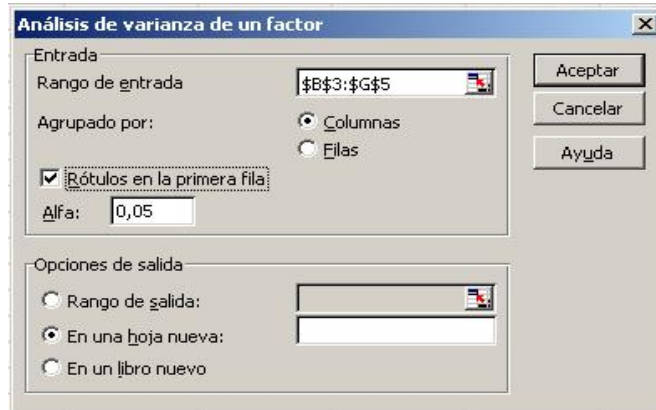 Análisis de varianza de un factor
Entrada
Rango de entrada $B$3:$G$5
Aceptar
Cancelar
Ayuda
Agrupado por: Columnas
Filas
Rótulos en la primera fila
Alfa: 0,05
Opciones de salida
Rango de salida:
En una hoja nueva:
En un libro nuevo